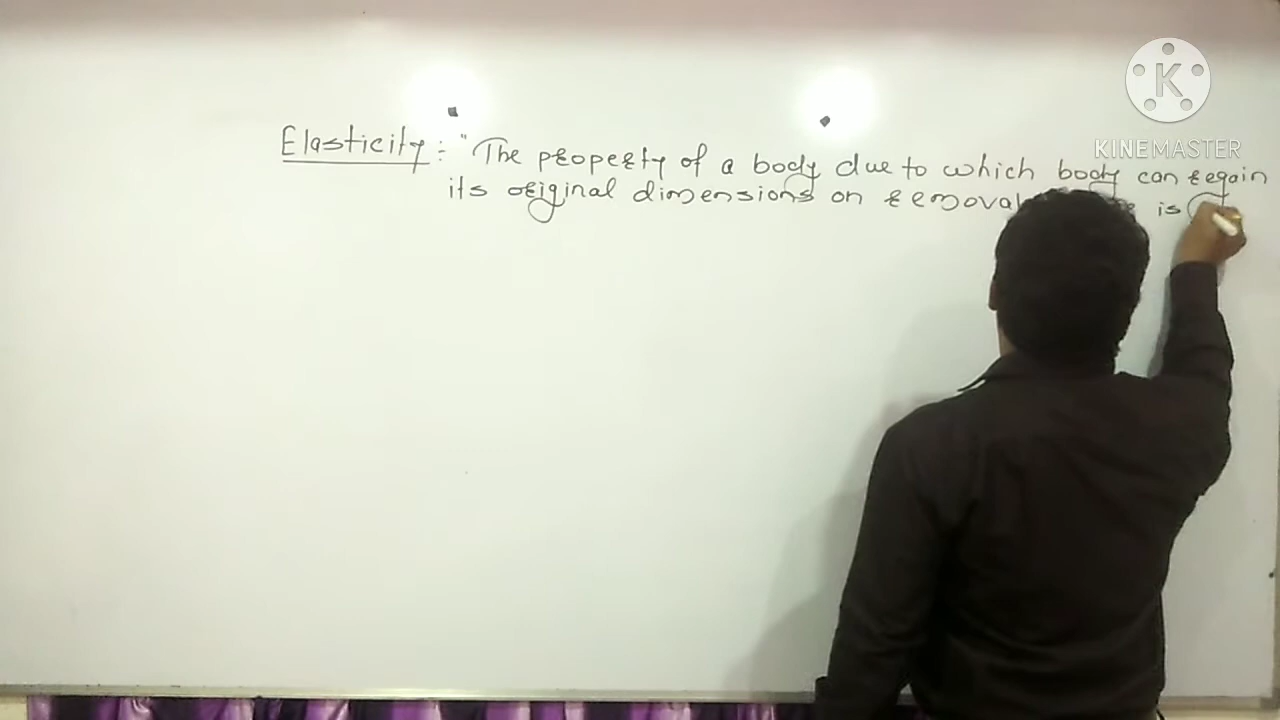 KINEMASTER
Elasticity :- "The property of a body due to which body can regain
its original dimensions on removal is